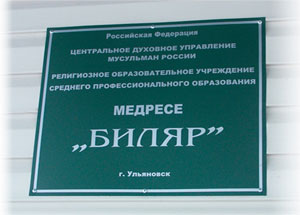 Российская Федерация
ЦЕНТРАЛЬНОЕ ДУХОВНОЕ УПРАВЛЕНИЕ
МУСУЛЬМАН РОССИИ
РЕЛИГИОЗНОЕ ОБРАЗОВАТЕЛЬНОЕ УЧРЕЖДЕНИЕ
СРЕДНЕГО ПРОФЕССИОНАЛЬНОГО ОБРАЗОВАНИЯ
МЕДРЕСЕ
„БИЛЯР”
г. Ульяновск